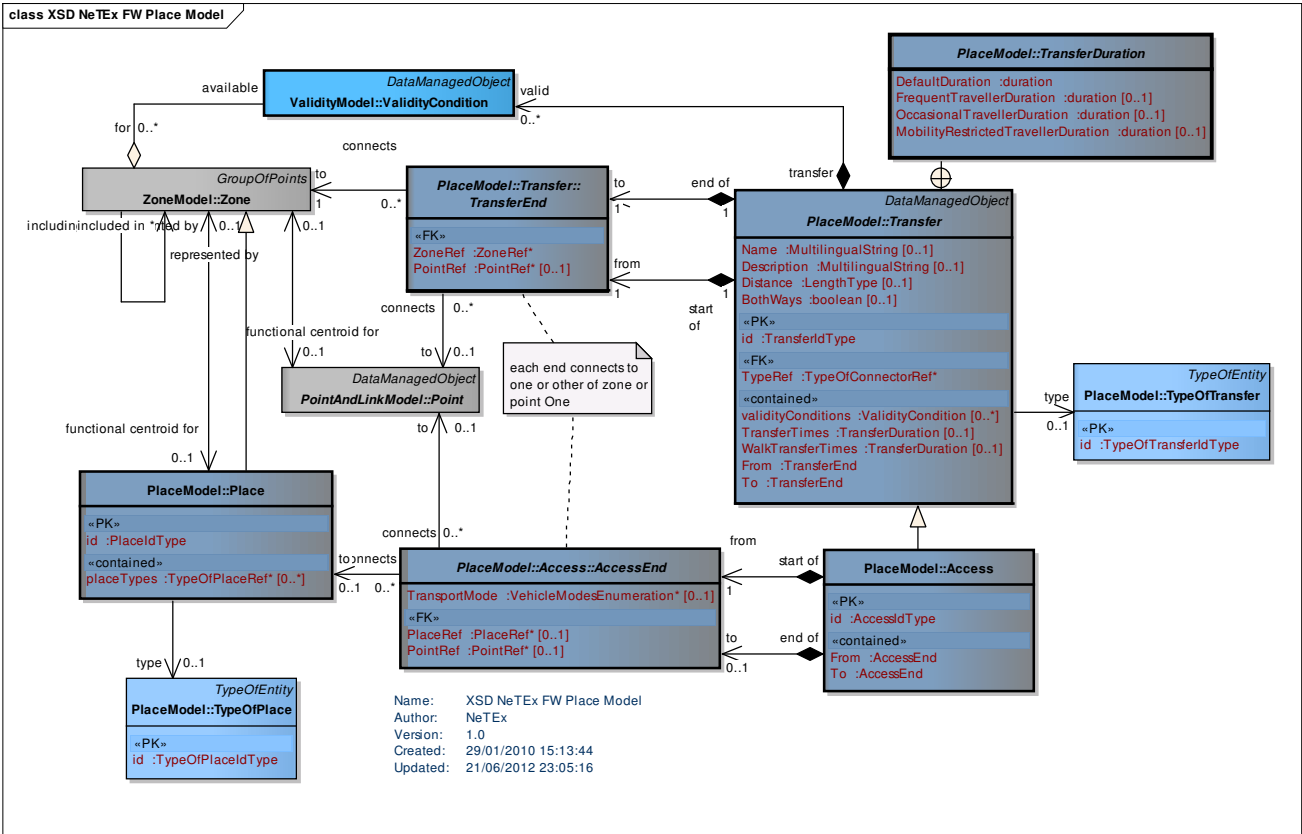 class XSD NeTEx FW Place Model
PlaceModel::TransferDuration
DefaultDuration :duration
FrequentTravellerDuration :duration [0..1]
OccasionalTravellerDuration :duration [0..1]
MobilityRestrictedTravellerDuration :duration [0..1]
DataManagedObject
ValidityModel::ValidityCondition
available
for 0..*
valid
0..*
transfer
connects
GroupOfPoints
ZoneModel::Zone
to
1
0..*
included in
0..1
represented by
0..1
PlaceModel::Transfer::
TransferEnd
«FK»
ZoneRef :ZoneRef*
PointRef :PointRef* [0..1]
to
1
end of
1
from
1
start
of
1
DataManagedObject
PlaceModel::Transfer
Name :MultilingualString [0..1]
Description :MultilingualString [0..1]
Distance :LengthType [0..1]
BothWays :boolean [0..1]
«PK»
id :TransferIdType
«FK»
TypeRef :TypeOfConnectorRef*
«contained»
validityConditions :ValidityCondition [0..*]
TransferTimes :TransferDuration [0..1]
WalkTransferTimes :TransferDuration [0..1]
From :TransferEnd
To :TransferEnd
connects
0..*
functional centroid for
0..1
to
0..1
each end connects to
one or other of zone or
point One
DataManagedObject
PointAndLinkModel::Point
to
0..1
type
0..1
TypeOfEntity
PlaceModel::TypeOfTransfer
«PK»
id :TypeOfTransferIdType
functional centroid for
0..1
PlaceModel::Place
«PK»
id :PlaceIdType
«contained»
placeTypes :TypeOfPlaceRef* [0..*]
connects 0..*
to
0..1
0..*
PlaceModel::Access::AccessEnd
TransportMode :VehicleModesEnumeration* [0..1]
«FK»
PlaceRef :PlaceRef* [0..1]
PointRef :PointRef* [0..1]
from
1
start of
to
0..1
end of
PlaceModel::Access
«PK»
id :AccessIdType
«contained»
From :AccessEnd
To :AccessEnd
type
0..1
TypeOfEntity
PlaceModel::TypeOfPlace
«PK»
id :TypeOfPlaceIdType
Name: XSD NeTEx FW Place Model
Author: NeTEx
Version: 1.0
Created: 29/01/2010 15:13:44
Updated: 21/06/2012 23:05:16